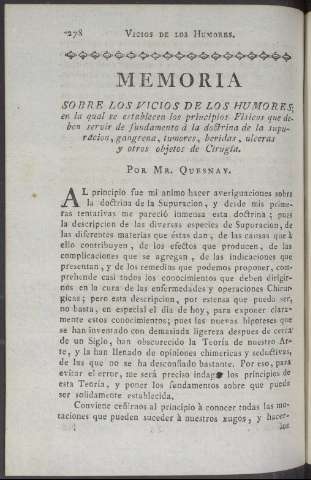 278 VICIOS DE LOS HUMORES.
MEMORIA
SOBRE LOS VICIOS DE LOS HUMORES;
en la qual se establecen los principios Fisicos que de-
ben servir de fundamento á la doctrina de la supu-
racion, gangrena, tumores, heridas, ulceras
y otros objetos de Cirugía.
POR MR. QUESNAY.
AL principio fue mi animo hacer averiguaciones sobre
la doctrina de la Supuracion, y desde mis prime-
ras tentativas me pareció inmensa esta doctrina; pues
la descripcion de las diversas especies de Supuracion, de
las diferentes materias que las dan, de las causas que á
ello contribuyen, de los efectos que producen, de las
complicaciones que se agregan, de las indicaciones que
presentan, y de los remedios que podemos proponer, com-
prehende casi todos los conocimientos que deben dirigir-
nos en la cura de las enfermedades y operaciones Chirur-
gicas; pero esta descripcion, por extensa que pueda ser,
no basta, en especial el dia de hoy, para exponer clara-
mente estos conocimientos; pues las nuevas hipoteses que
se han inventado con demasiada ligereza despues de cerca
de un Siglo, han obscurecido la Teoría de nuestro Ar-
te, y la han llenado de opiniones chimericas y seductivas,
de las que no se ha desconfiado bastante. Por eso, para
evitar el error, me será preciso indagar los principios de
esta Teoría, y poner los fundamentos sobre que puede
ser solidamente establecida.
Conviene ceñirnos al principio á conocer todas las mu-
taciones que pueden suceder á nuestros xugos, y hacer-
los